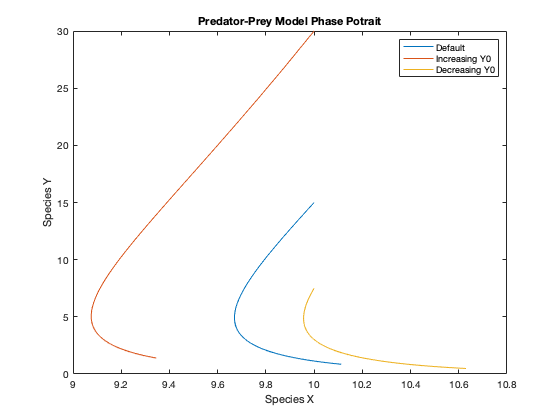 Predator-Prey Model Phase Potrait
Default
Increasing Y0
Decreasing Y0
30
25
20
15
10
5
0
Species Y
9
9.2
9.4
9.6
9.8
10
10.2
10.4
10.6
10.8
Species X